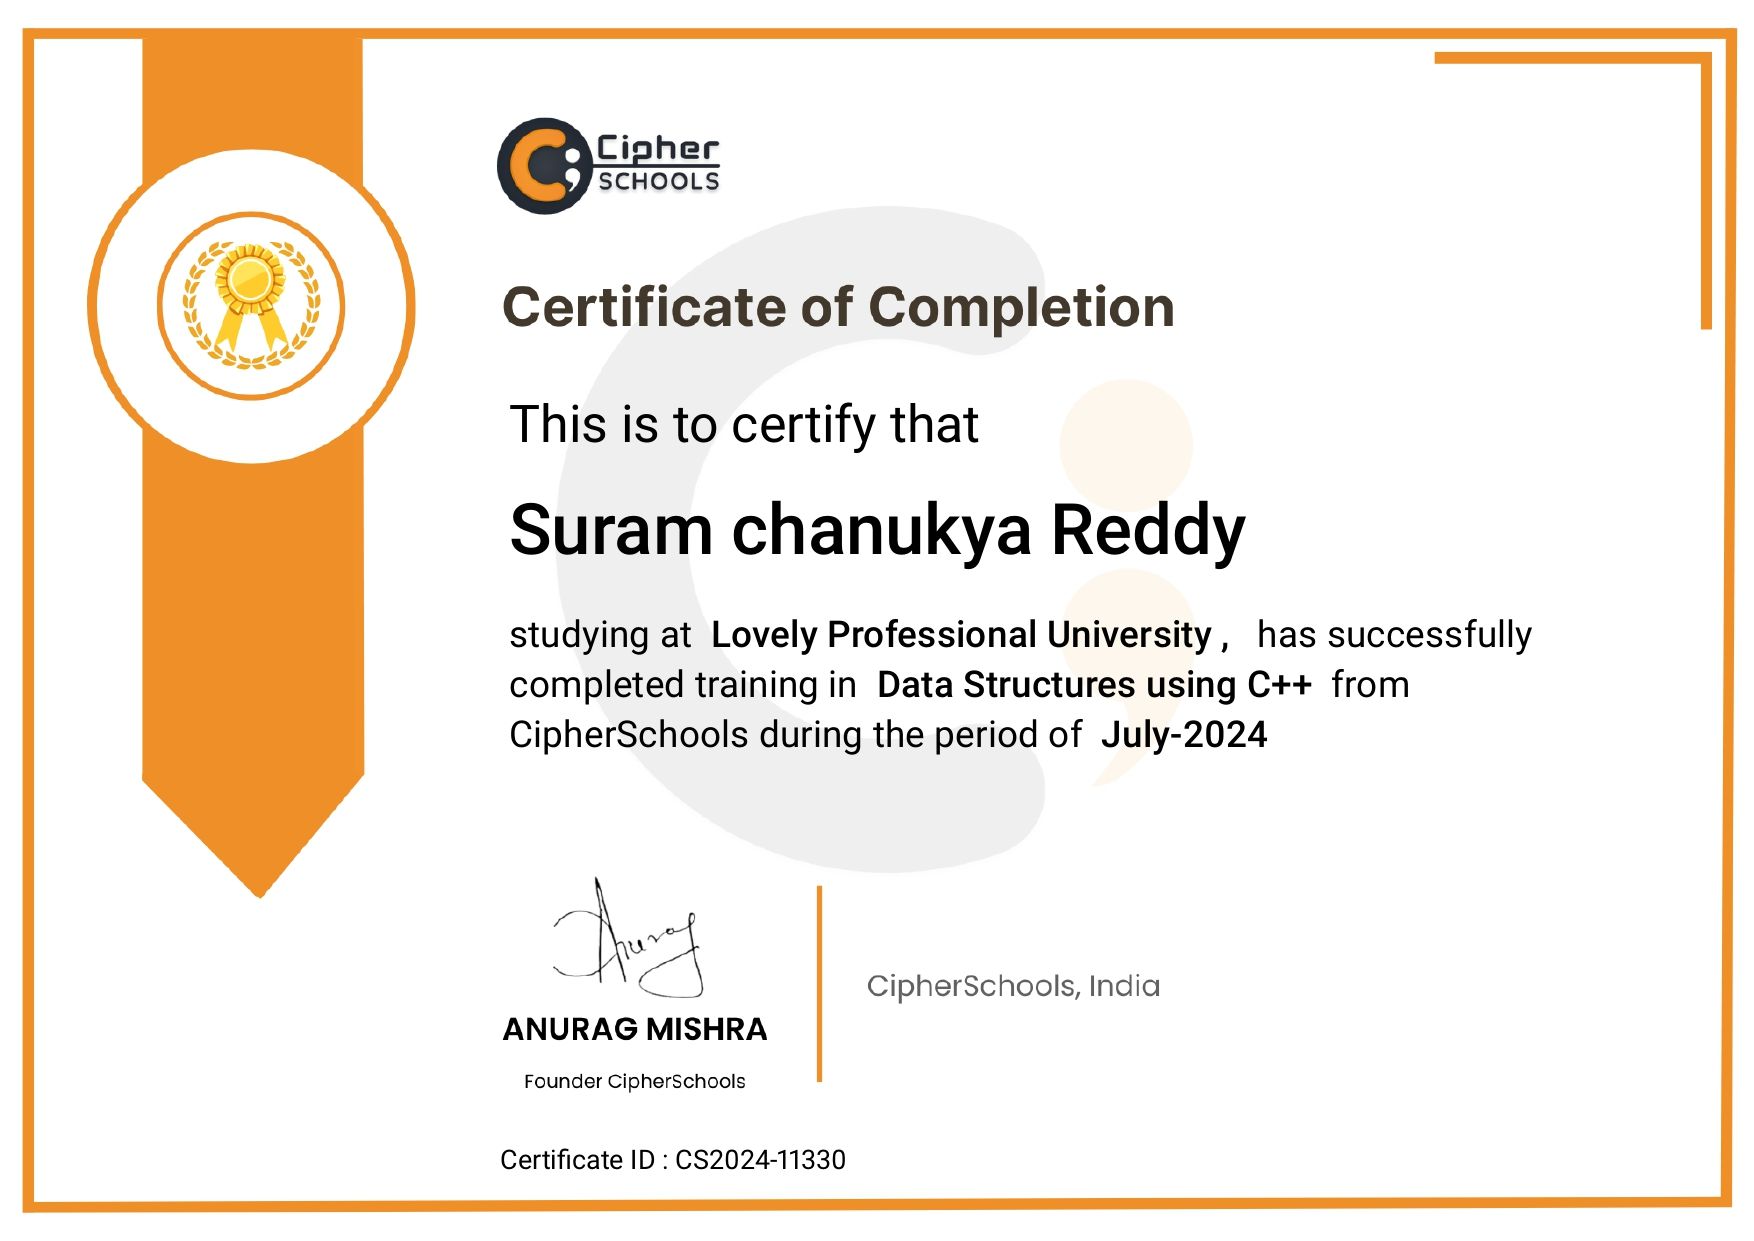 Cipher
SCHOOLS
Certificate of Completion
This is to certify that
Suram chanukya Reddy
studying at Lovely Professional University , has successfully
completed training in Data Structures using C++ from
CipherSchools during the period of July-2024
Anurag
ANURAG MISHRA
Founder CipherSchools
CipherSchools, India
Certificate ID : CS2024-11330